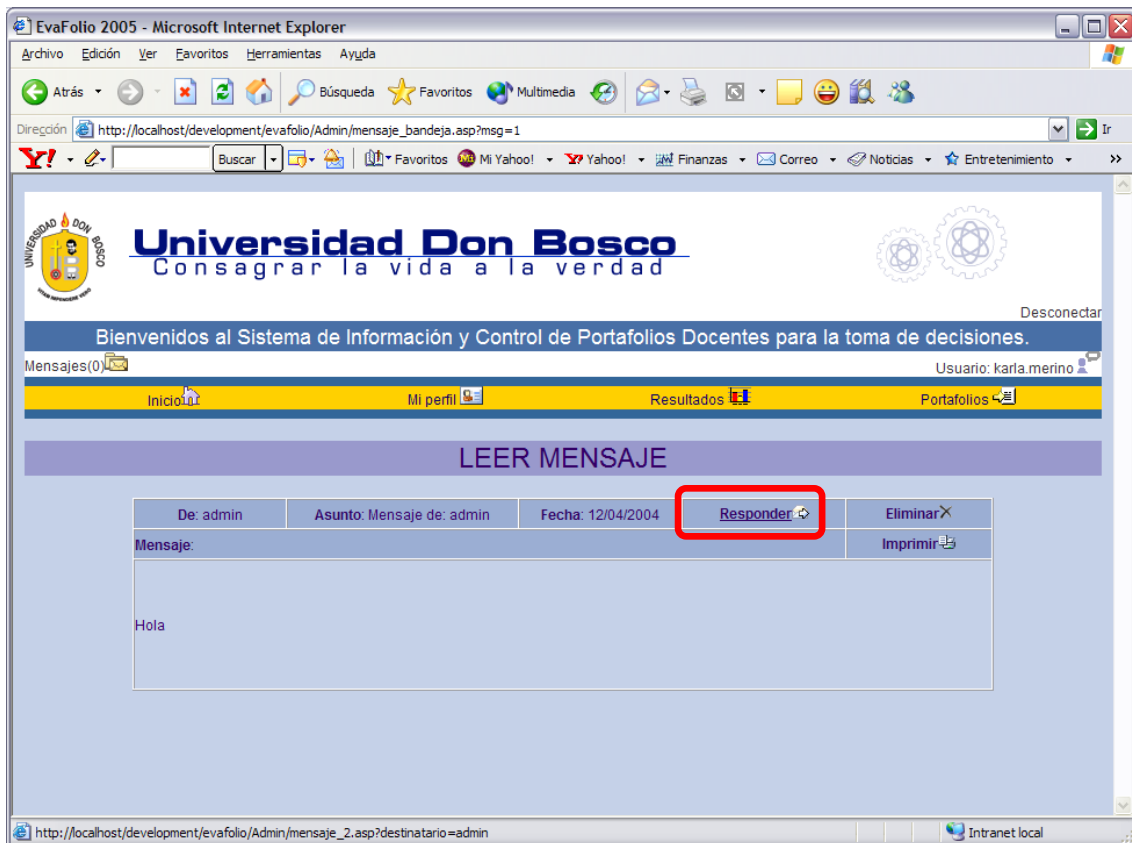 EvaFolio 2005 - Microsoft Internet Explorer
Archivo Edición Ver Favoritos Herramientas Ayuda
Atrás Búsqueda Favoritos Multimedia
Dirección http://localhost/development/evafolio/Admin/mensaje_bandeja.asp?msg=1 Ir
Y! Buscar Favoritos Mi Yahoo! Yahoo! Finanzas Correo Noticias Entretenimiento »
UNIVERSIDAD DON BOSCO
Universidad Don Bosco
Consagrar la vida a la verdad
Desconectar
Bienvenidos al Sistema de Información y Control de Portafolios Docentes para la toma de decisiones.
Mensajes(0) Usuario: karla.merino
Inicio Mi perfil Resultados Portafolios
LEER MENSAJE
De: admin Asunto: Mensaje de: admin Fecha: 12/04/2004 Responder Eliminar
Mensaje: Imprimir
Hola
http://localhost/development/evafolio/Admin/mensaje_2.asp?destinatario=admin Intranet local